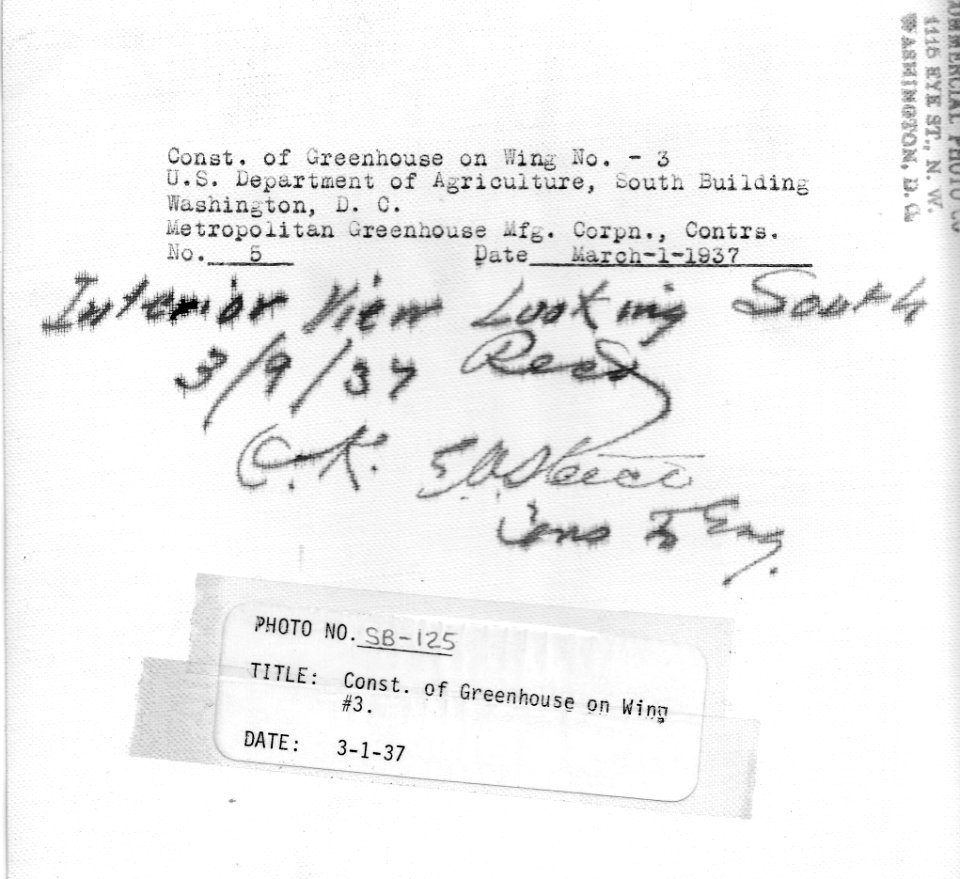 Const. of Greenhouse on Wing No. - 3
U.S. Department of Agriculture, South Building
Washington, D. C.
Metropolitan Greenhouse Mfg. Corpn., Contrs.
No. 5 Date March-1-1937
Interior View Looking South
3/9/37 Recd
O.K.
Cons Eng.
PHOTO NO. SB-125
TITLE: Const. of Greenhouse on Wing
#3.
DATE: 3-1-37
COMMERCIAL PHOTO CO
1115 EYE ST., N. W.
WASHINGTON, D. C.